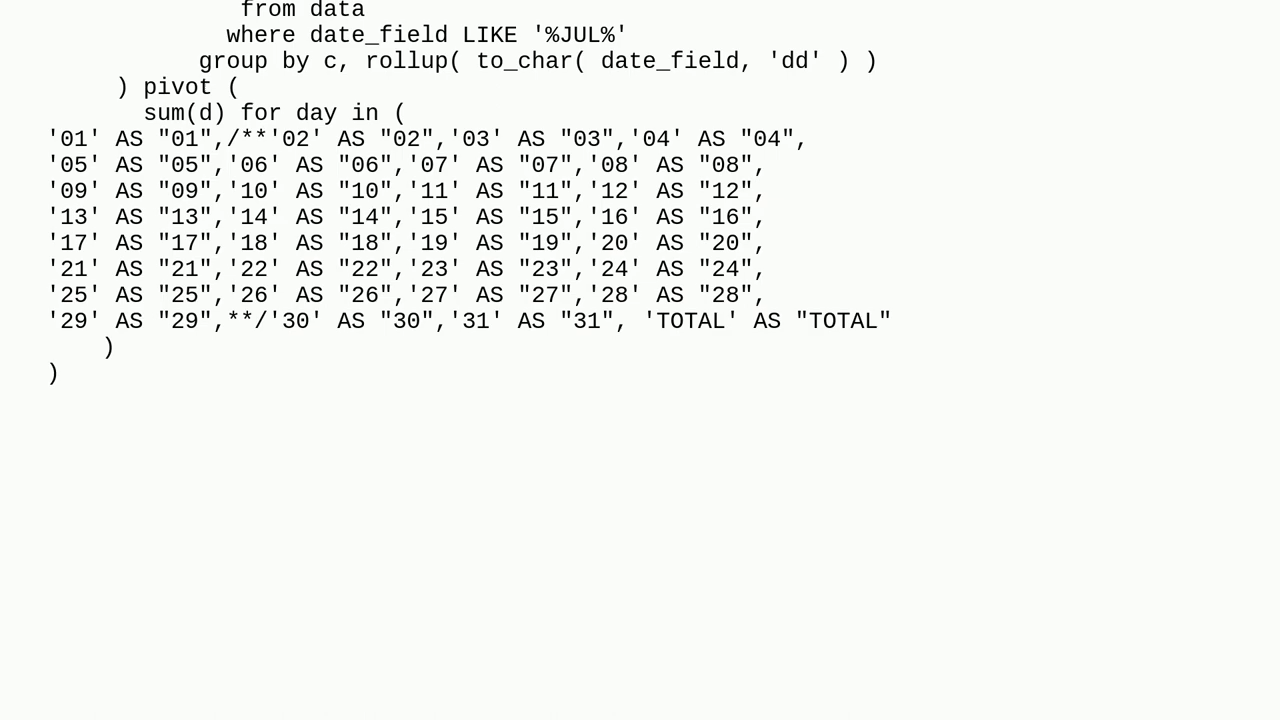 from data
where date_field LIKE '%JUL%'
group by c, rollup( to_char( date_field, 'dd' ) )
) pivot (
sum(d) for day in (
'01' AS "01",/**'02' AS "02",'03' AS "03",'04' AS "04",
'05' AS "05",'06' AS "06",'07' AS "07",'08' AS "08",
'09' AS "09",'10' AS "10",'11' AS "11",'12' AS "12",
'13' AS "13",'14' AS "14",'15' AS "15",'16' AS "16",
'17' AS "17",'18' AS "18",'19' AS "19",'20' AS "20",
'21' AS "21",'22' AS "22",'23' AS "23",'24' AS "24",
'25' AS "25",'26' AS "26",'27' AS "27",'28' AS "28",
'29' AS "29",**/'30' AS "30",'31' AS "31", 'TOTAL' AS "TOTAL"
)
)